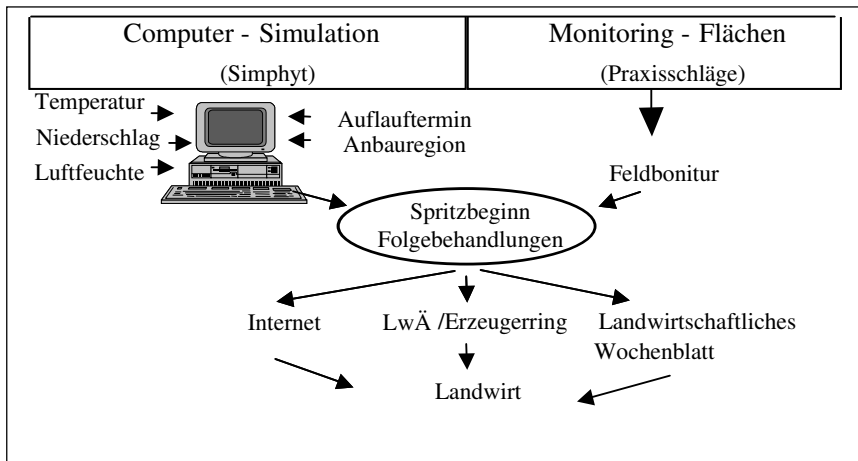 Computer - Simulation
(Simphyt)
Monitoring - Flächen
(Praxisschläge)
Temperatur
Niederschlag
Luftfeuchte
Auflauftermin
Anbauregion
Feldbonitur
Spritzbeginn
Folgebehandlungen
Internet
LwÄ /Erzeugerring
Landwirtschaftliches
Wochenblatt
Landwirt